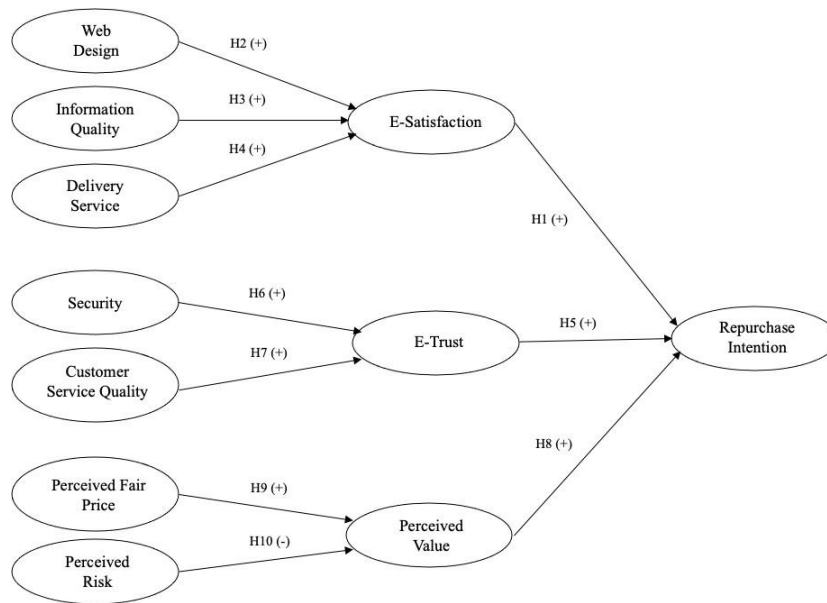 Web
Design
H2 (+)
Information
Quality
H3 (+)
E-Satisfaction
H4 (+)
Delivery
Service
H1 (+)
Security
H6 (+)
E-Trust
H5 (+)
Repurchase
Intention
H7 (+)
Customer
Service Quality
H8 (+)
Perceived Fair
Price
H9 (+)
Perceived
Value
H10 (-)
Perceived
Risk